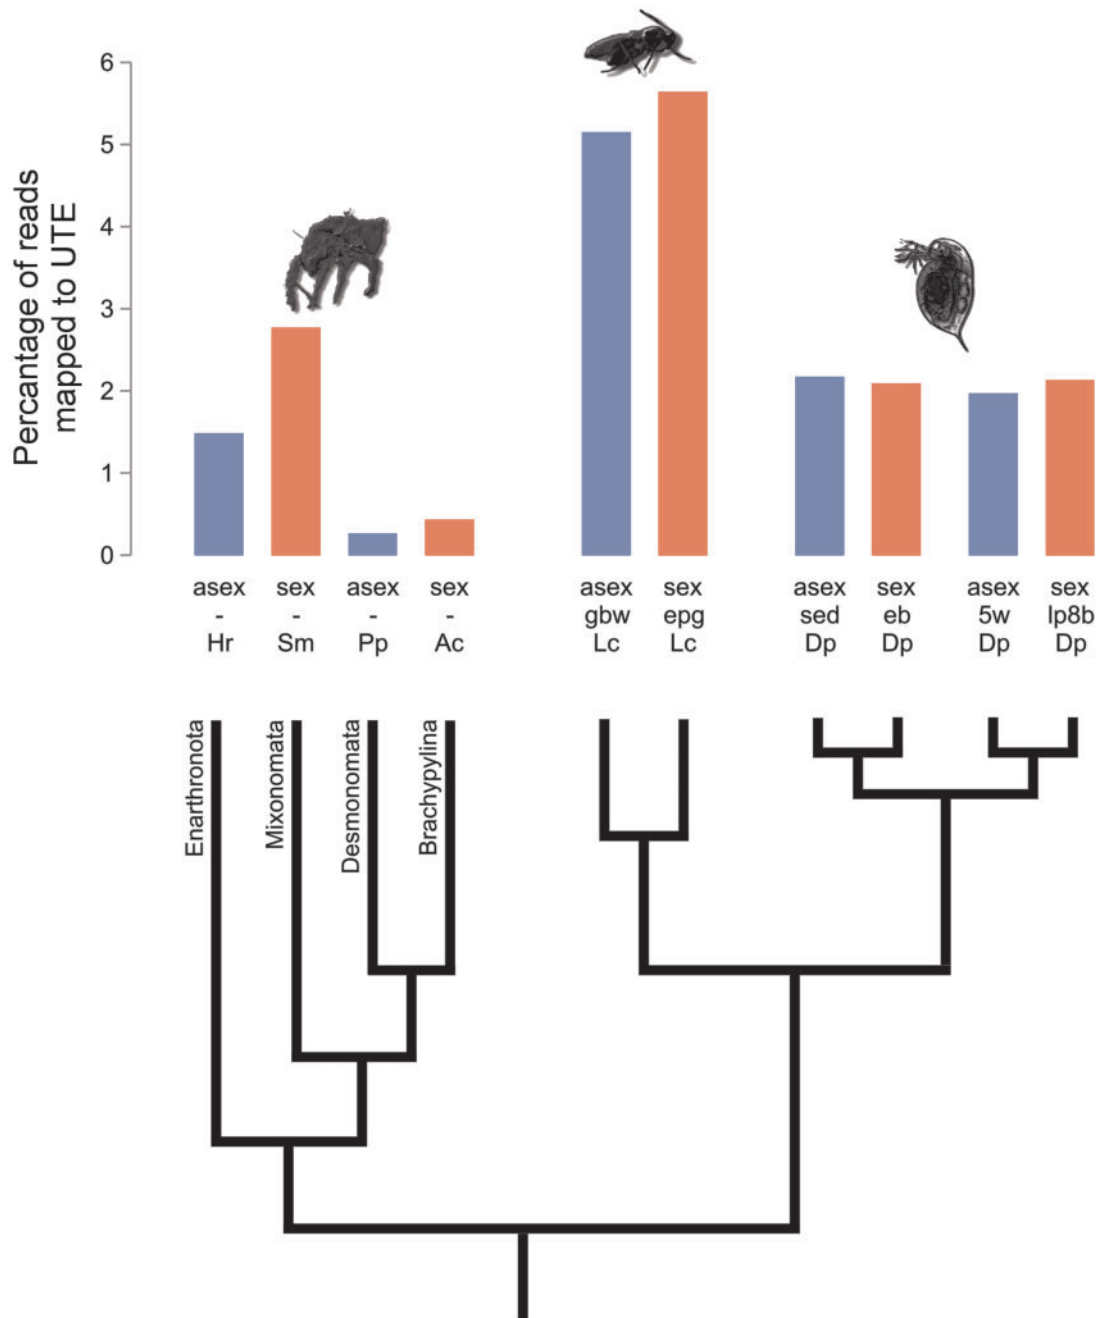 Percantage of reads
mapped to UTE
6
5
4
3
2
1
0
asex sex asex sex asex sex asex sex asex sex
- - - - gbw epg sed eb 5w lp8b
Hr Sm Pp Ac Lc Lc Dp Dp Dp Dp
Enarthronota
Mixonomata
Desmonomata
Brachypylina